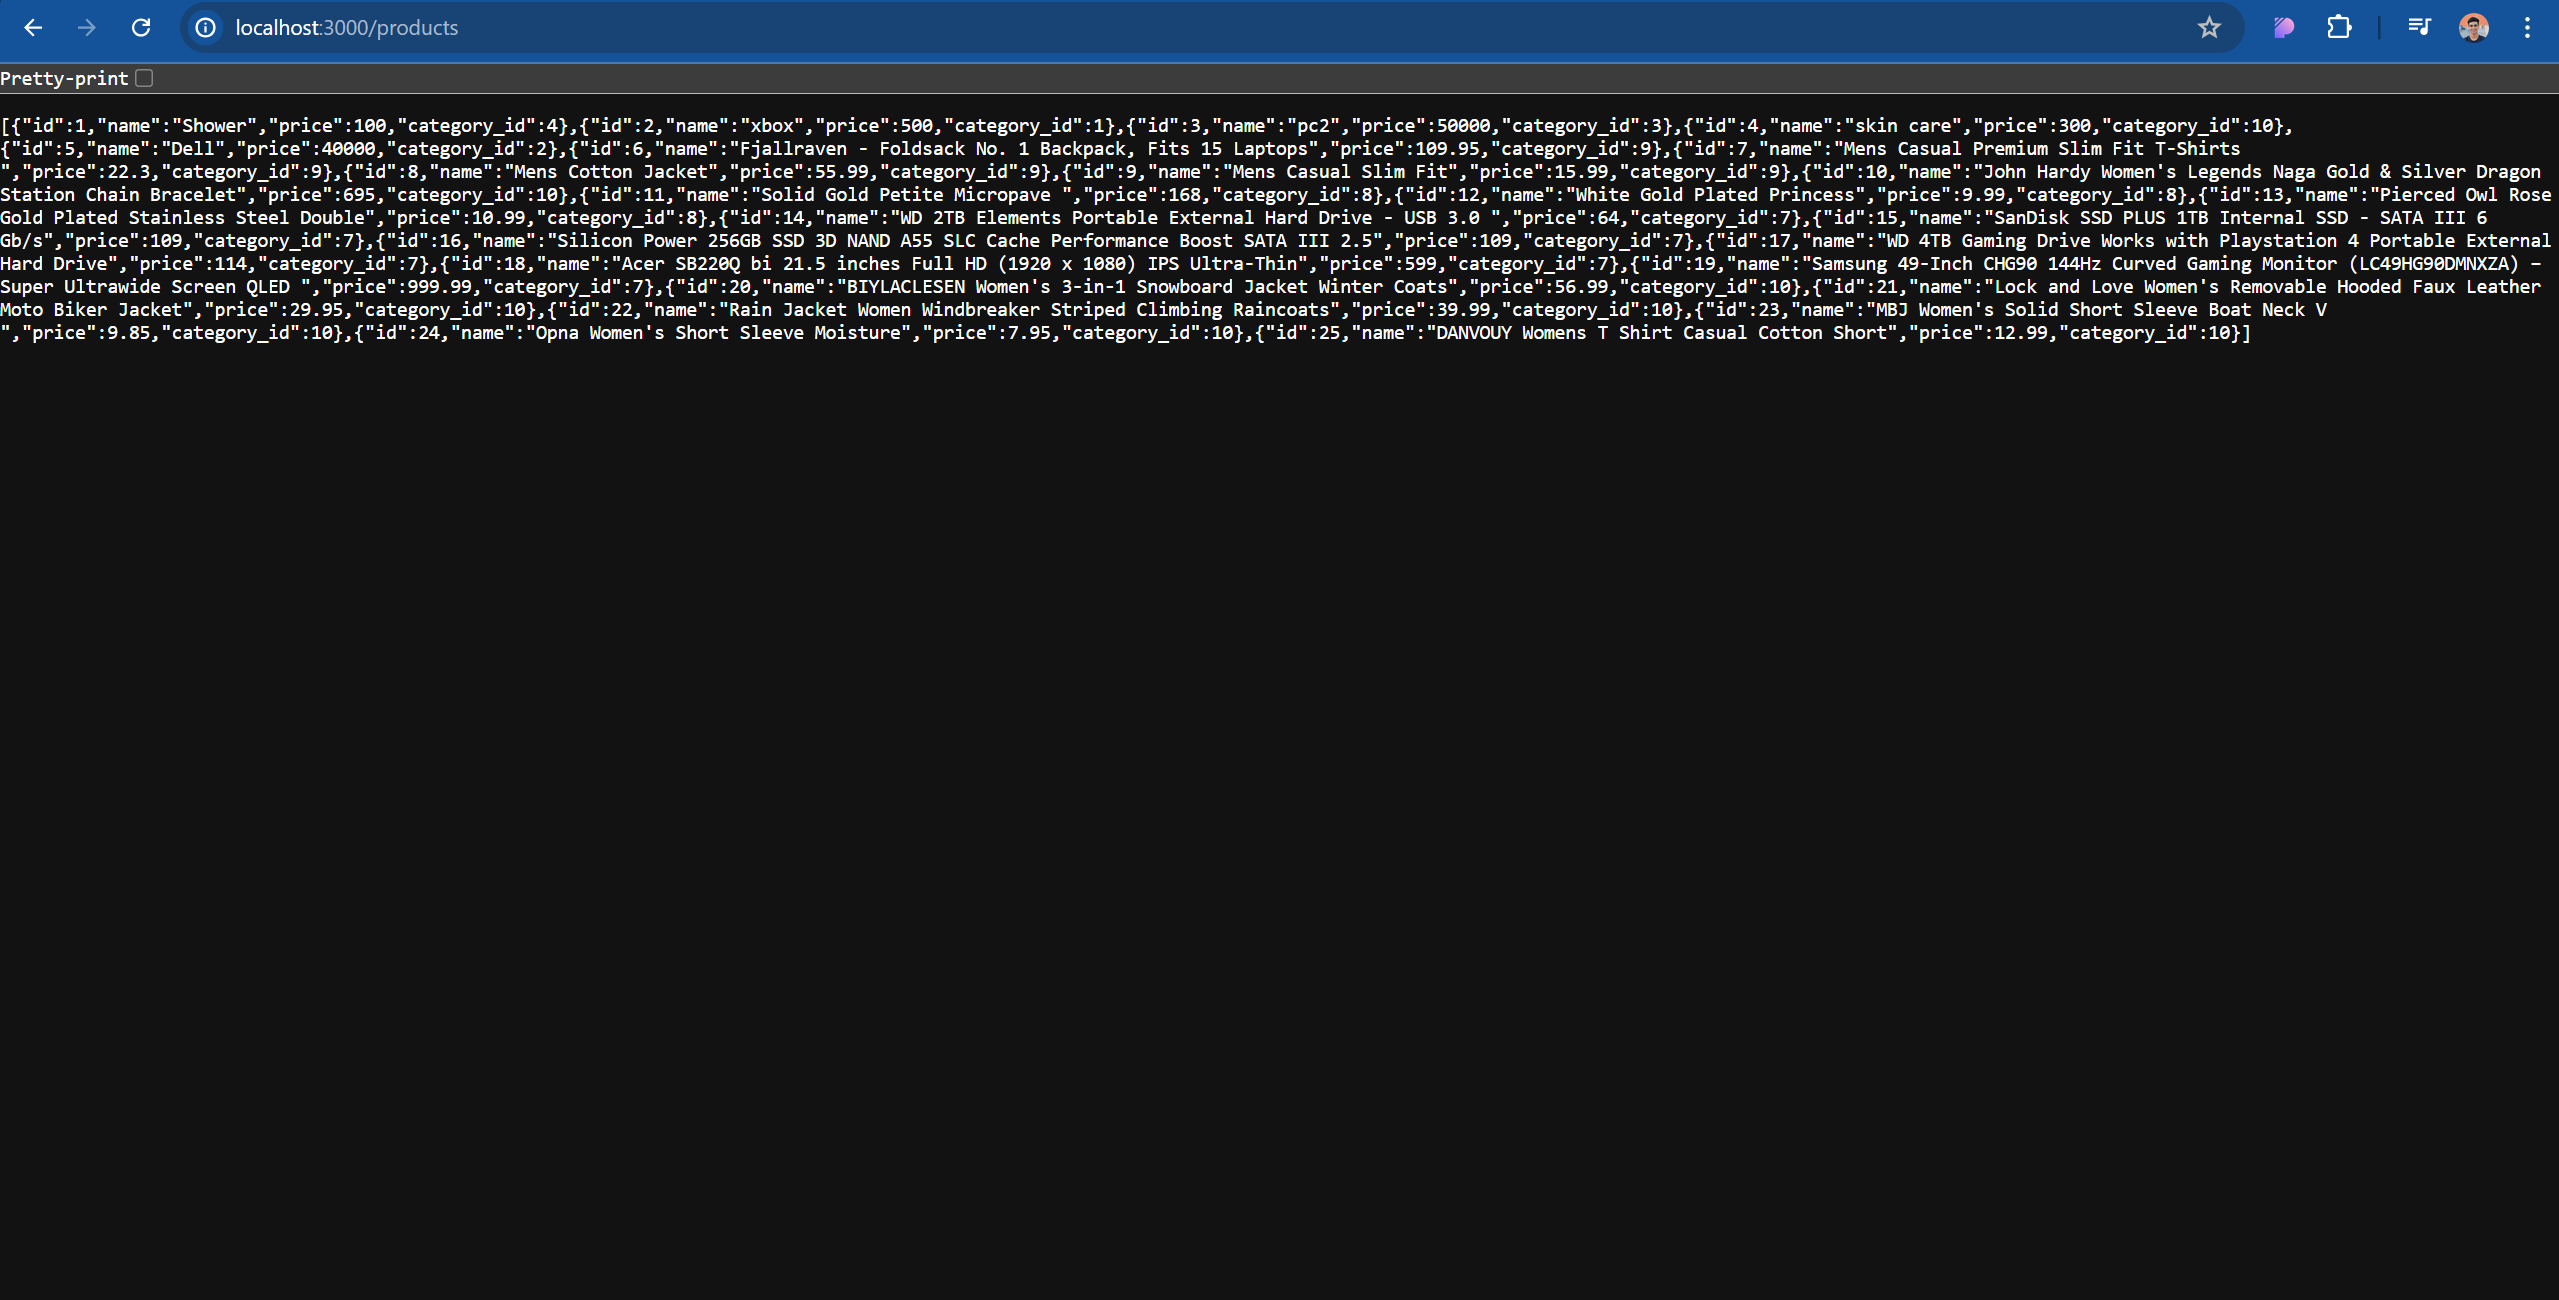 localhost:3000/products
Pretty-print
[{"id":1,"name":"Shower","price":100,"category_id":4},{"id":2,"name":"xbox","price":500,"category_id":1},{"id":3,"name":"pc2","price":50000,"category_id":3},{"id":4,"name":"skin care","price":300,"category_id":10},
{"id":5,"name":"Dell","price":40000,"category_id":2},{"id":6,"name":"Fjallraven - Foldsack No. 1 Backpack, Fits 15 Laptops","price":109.95,"category_id":9},{"id":7,"name":"Mens Casual Premium Slim Fit T-Shirts
","price":22.3,"category_id":9},{"id":8,"name":"Mens Cotton Jacket","price":55.99,"category_id":9},{"id":9,"name":"Mens Casual Slim Fit","price":15.99,"category_id":9},{"id":10,"name":"John Hardy Women's Legends Naga Gold & Silver Dragon
Station Chain Bracelet","price":695,"category_id":10},{"id":11,"name":"Solid Gold Petite Micropave ","price":168,"category_id":8},{"id":12,"name":"White Gold Plated Princess","price":9.99,"category_id":8},{"id":13,"name":"Pierced Owl Rose
Gold Plated Stainless Steel Double","price":10.99,"category_id":8},{"id":14,"name":"WD 2TB Elements Portable External Hard Drive - USB 3.0 ","price":64,"category_id":7},{"id":15,"name":"SanDisk SSD PLUS 1TB Internal SSD - SATA III 6
Gb/s","price":109,"category_id":7},{"id":16,"name":"Silicon Power 256GB SSD 3D NAND A55 SLC Cache Performance Boost SATA III 2.5","price":109,"category_id":7},{"id":17,"name":"WD 4TB Gaming Drive Works with Playstation 4 Portable External
Hard Drive","price":114,"category_id":7},{"id":18,"name":"Acer SB220Q bi 21.5 inches Full HD (1920 x 1080) IPS Ultra-Thin","price":599,"category_id":7},{"id":19,"name":"Samsung 49-Inch CHG90 144Hz Curved Gaming Monitor (LC49HG90DMNXZA) –
Super Ultrawide Screen QLED ","price":999.99,"category_id":7},{"id":20,"name":"BIYLACLESEN Women's 3-in-1 Snowboard Jacket Winter Coats","price":56.99,"category_id":10},{"id":21,"name":"Lock and Love Women's Removable Hooded Faux Leather
Moto Biker Jacket","price":29.95,"category_id":10},{"id":22,"name":"Rain Jacket Women Windbreaker Striped Climbing Raincoats","price":39.99,"category_id":10},{"id":23,"name":"MBJ Women's Solid Short Sleeve Boat Neck V
","price":9.85,"category_id":10},{"id":24,"name":"Opna Women's Short Sleeve Moisture","price":7.95,"category_id":10},{"id":25,"name":"DANVOUY Womens T Shirt Casual Cotton Short","price":12.99,"category_id":10}]